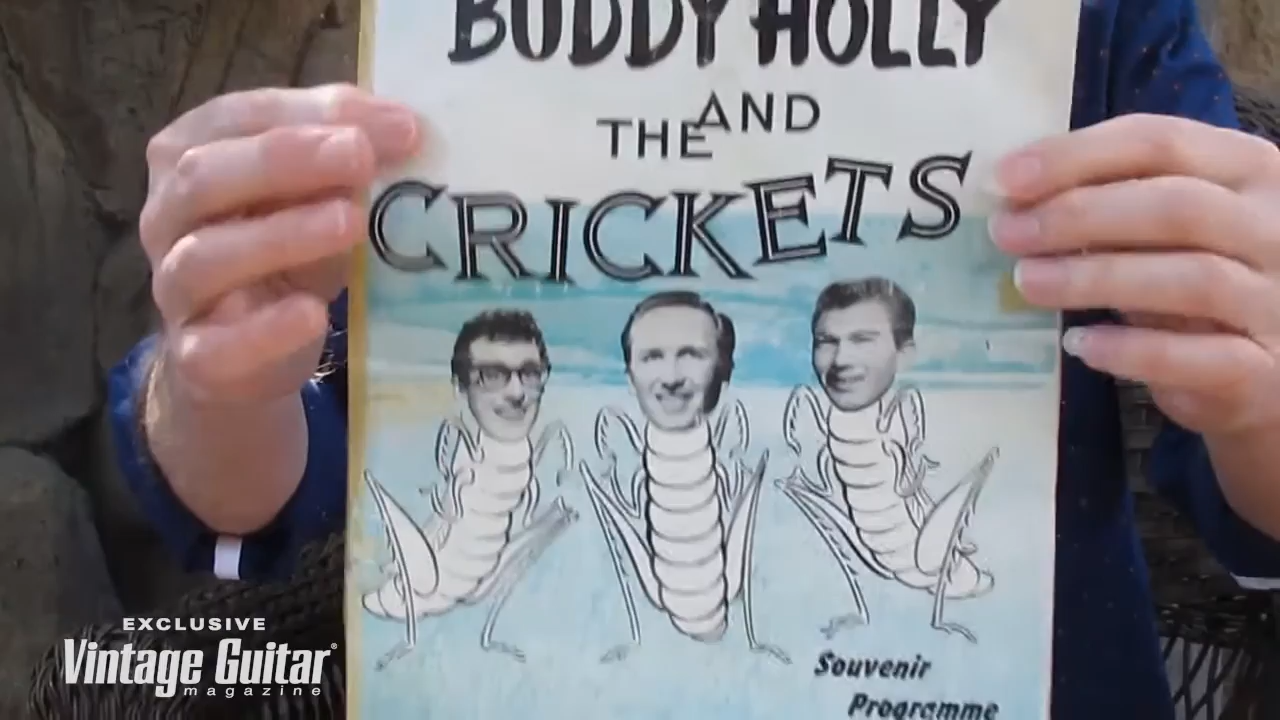 BUDDY HOLLY
AND
THE
CRICKETS
Souvenir
Programme
EXCLUSIVE
Vintage Guitar®
magazine